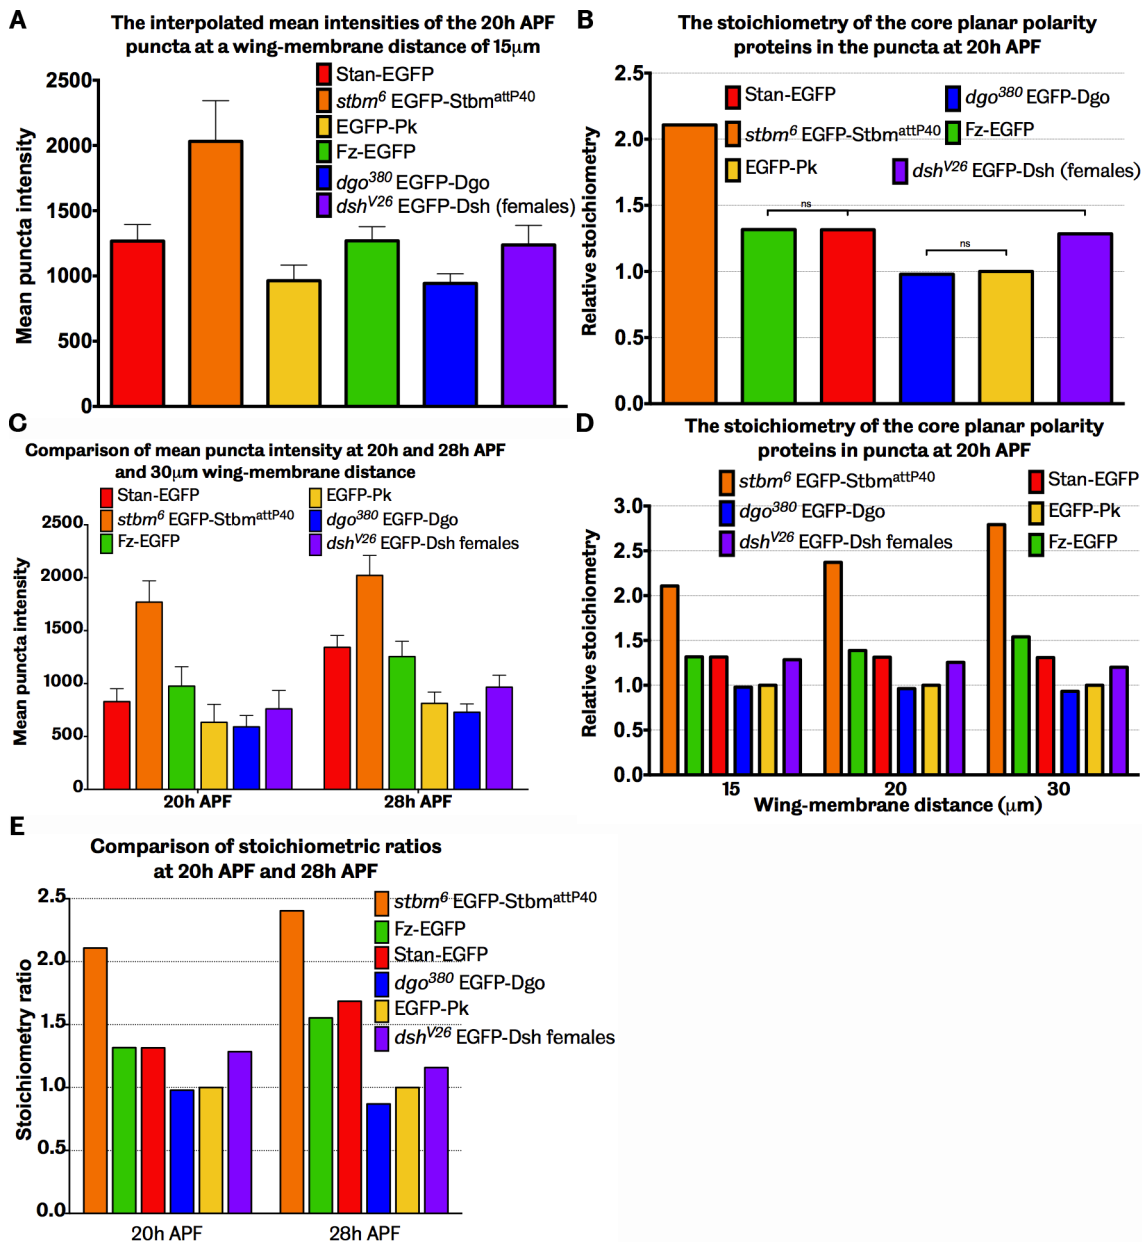 A
The interpolated mean intensities of the 20h APF
puncta at a wing-membrane distance of 15μm
Mean puncta intensity
2500
2000
1500
1000
500
0
Stan-EGFP
stbm⁶ EGFP-Stbmᵃᵗᵗᴾ⁴⁰
EGFP-Pk
Fz-EGFP
dgo³⁸⁰ EGFP-Dgo
dshⱽ²⁶ EGFP-Dsh (females)
B
The stoichiometry of the core planar polarity
proteins in the puncta at 20h APF
Relative stoichiometry
2.5
2.0
1.5
1.0
0.5
0.0
Stan-EGFP
dgo³⁸⁰ EGFP-Dgo
stbm⁶ EGFP-Stbmᵃᵗᵗᴾ⁴⁰
Fz-EGFP
EGFP-Pk
dshⱽ²⁶ EGFP-Dsh (females)
ns
ns
C
Comparison of mean puncta intensity at 20h and 28h APF
and 30μm wing-membrane distance
Stan-EGFP
EGFP-Pk
stbm⁶ EGFP-Stbmᵃᵗᵗᴾ⁴⁰
dgo³⁸⁰ EGFP-Dgo
Fz-EGFP
dshⱽ²⁶ EGFP-Dsh females
Mean puncta intensity
2500
2000
1500
1000
500
0
20h APF
28h APF
D
The stoichiometry of the core planar polarity
proteins in puncta at 20h APF
stbm⁶ EGFP-Stbmᵃᵗᵗᴾ⁴⁰
Stan-EGFP
dgo³⁸⁰ EGFP-Dgo
EGFP-Pk
dshⱽ²⁶ EGFP-Dsh females
Fz-EGFP
Relative stoichiometry
3.0
2.5
2.0
1.5
1.0
0.5
0.0
15
20
30
Wing-membrane distance (μm)
E
Comparison of stoichiometric ratios
at 20h APF and 28h APF
Stoichiometry ratio
2.5
2.0
1.5
1.0
0.5
0.0
stbm⁶ EGFP-Stbmᵃᵗᵗᴾ⁴⁰
Fz-EGFP
Stan-EGFP
dgo³⁸⁰ EGFP-Dgo
EGFP-Pk
dshⱽ²⁶ EGFP-Dsh females
20h APF
28h APF